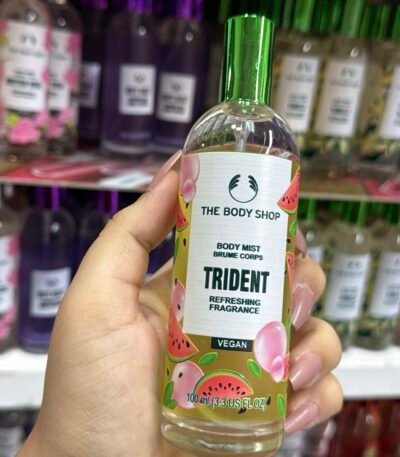 THE BODY SHOP
BODY MIST
BRUME CORPS
TRIDENT
REFRESHING
FRAGRANCE
VEGAN
100 ml (3.3 US FL OZ)